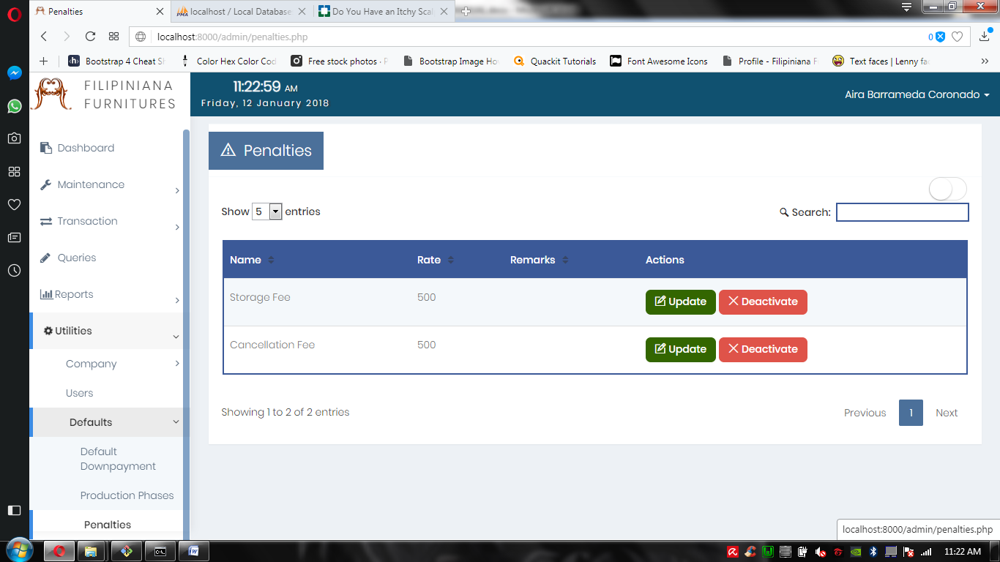 Penalties
localhost / Local Databas
Do You Have an Itchy Scal
localhost:8000/admin/penalties.php
0
Bootstrap 4 Cheat Sh
Color Hex Color Cod
Free stock photos · P
Bootstrap Image Ho
Quackit Tutorials
Font Awesome Icons
Profile - Filipiniana F
Text faces | Lenny fa
FILIPINIANA
FURNITURES
11:22:59 AM
Friday, 12 January 2018
Aira Barrameda Coronado
Dashboard
Maintenance
Transaction
Queries
Reports
Utilities
Company
Users
Defaults
Default
Downpayment
Production Phases
Penalties
Penalties
Show 5 entries
Search:
Name Rate Remarks Actions
Storage Fee 500 Update Deactivate
Cancellation Fee 500 Update Deactivate
Showing 1 to 2 of 2 entries
Previous 1 Next
localhost:8000/admin/penalties.php
11:22 AM